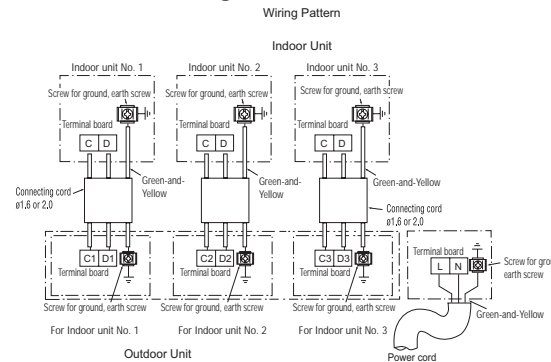 Wiring Pattern
Indoor Unit
Indoor unit No. 1
Indoor unit No. 2
Indoor unit No. 3
Screw for ground, earth screw
Screw for ground, earth screw
Screw for ground, earth screw
Terminal board
Terminal board
Terminal board
C D
C D
C D
Green-and-
Yellow
Green-and-
Yellow
Green-and-Yellow
Connecting cord
ø1.6 or 2.0
Connecting cord
ø1.6 or 2.0
C1 D1
C2 D2
C3 D3
Terminal board
Terminal board
Terminal board
Terminal board
L N
Screw for
earth screw
Green-and-Yellow
Screw for ground, earth screw
Screw for ground, earth screw
Screw for ground, earth screw
For Indoor unit No. 1
For Indoor unit No. 2
For Indoor unit No. 3
Outdoor Unit
Power cord